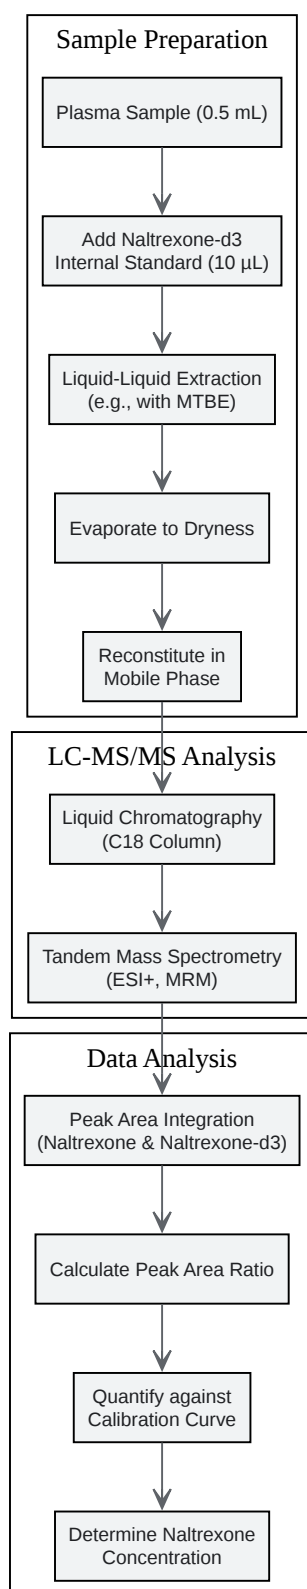 Sample Preparation
Plasma Sample (0.5 mL)
Add Naltrexone-d3
Internal Standard (10 µL)
Liquid-Liquid Extraction
(e.g., with MTBE)
Evaporate to Dryness
Reconstitute in
Mobile Phase
LC-MS/MS Analysis
Liquid Chromatography
(C18 Column)
Tandem Mass Spectrometry
(ESI+, MRM)
Data Analysis
Peak Area Integration
(Naltrexone & Naltrexone-d3)
Calculate Peak Area Ratio
Quantify against
Calibration Curve
Determine Naltrexone
Concentration